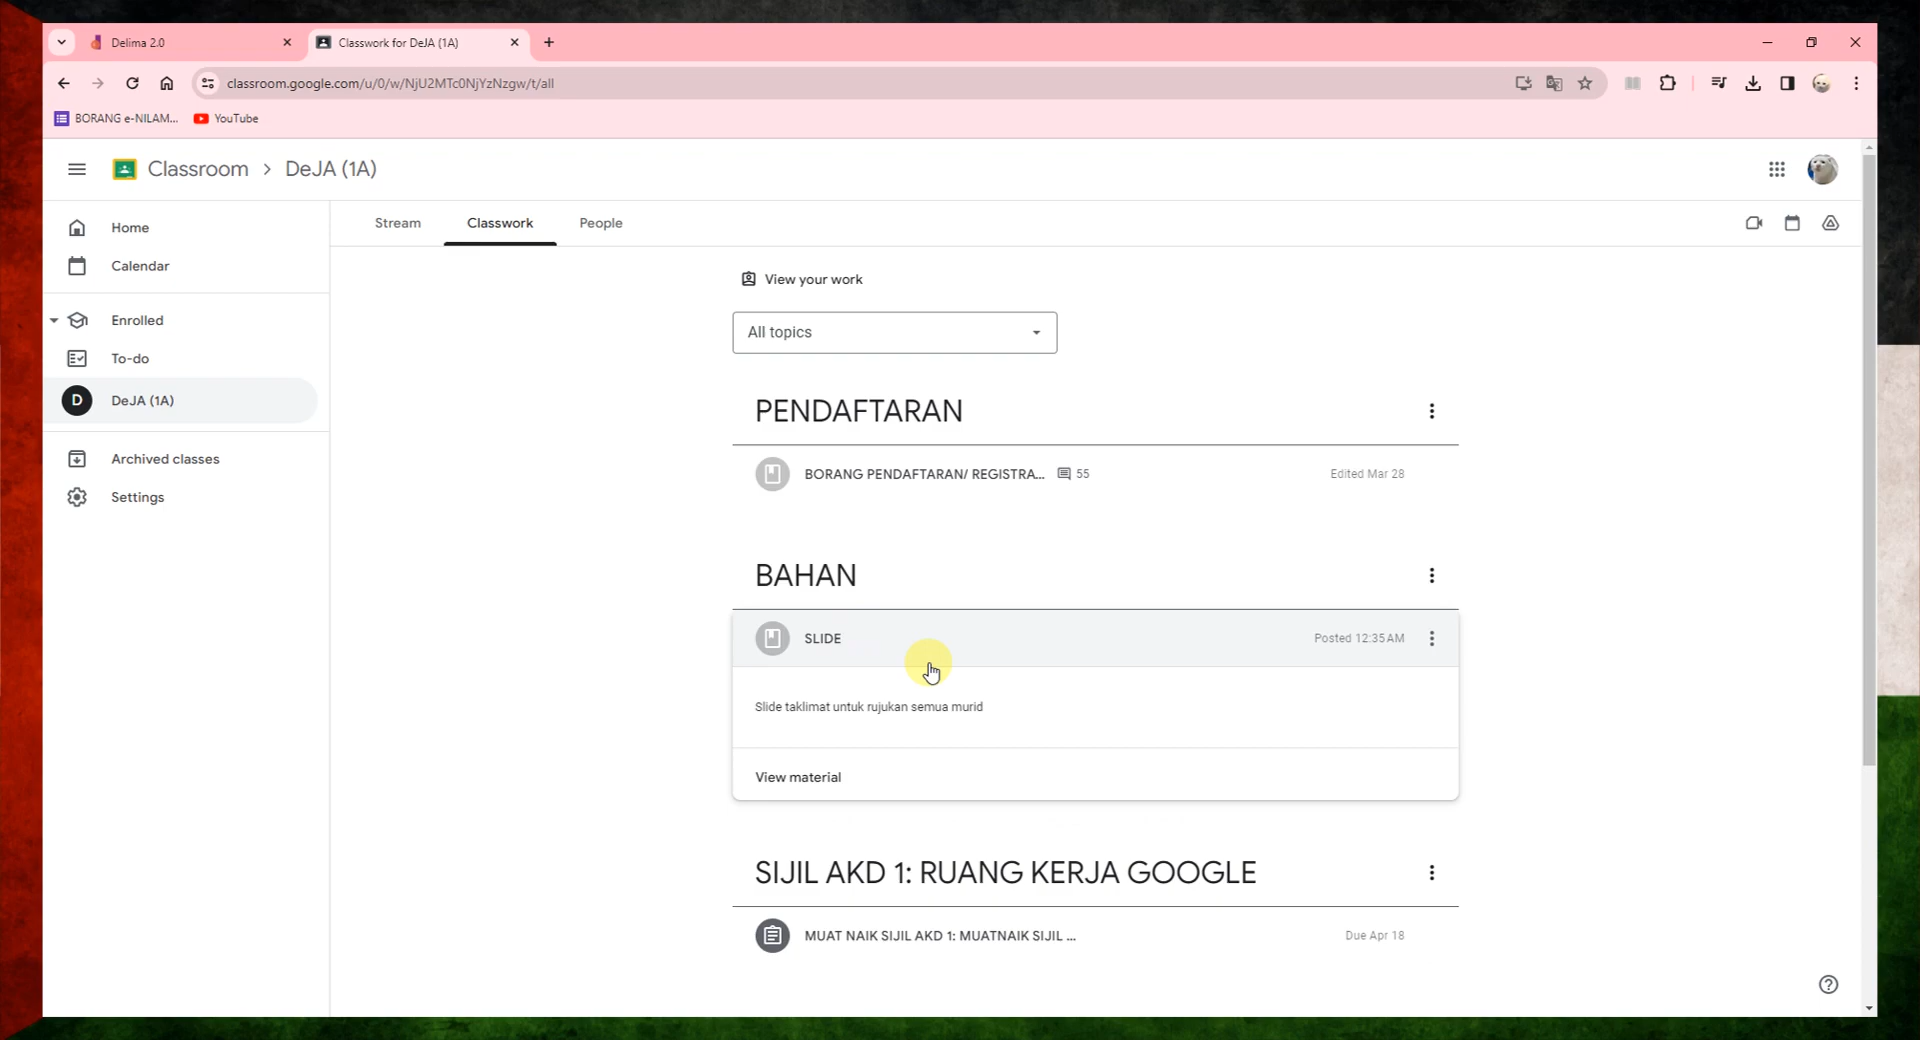 Delima 2.0
Classwork for DeJA (1A)
classroom.google.com/u/0/w/NjU2MTc0NjYzNzgw/t/all
BORANG e-NILAM...
YouTube
Classroom > DeJA (1A)
Home
Calendar
Enrolled
To-do
D DeJA (1A)
Archived classes
Settings
Stream Classwork People
View your work
All topics
PENDAFTARAN
BORANG PENDAFTARAN/ REGISTRA... 55 Edited Mar 28
BAHAN
SLIDE Posted 12:35 AM
Slide taklimat untuk rujukan semua murid
View material
SIJIL AKD 1: RUANG KERJA GOOGLE
MUAT NAIK SIJIL AKD 1: MUATNAIK SIJIL ... Due Apr 18